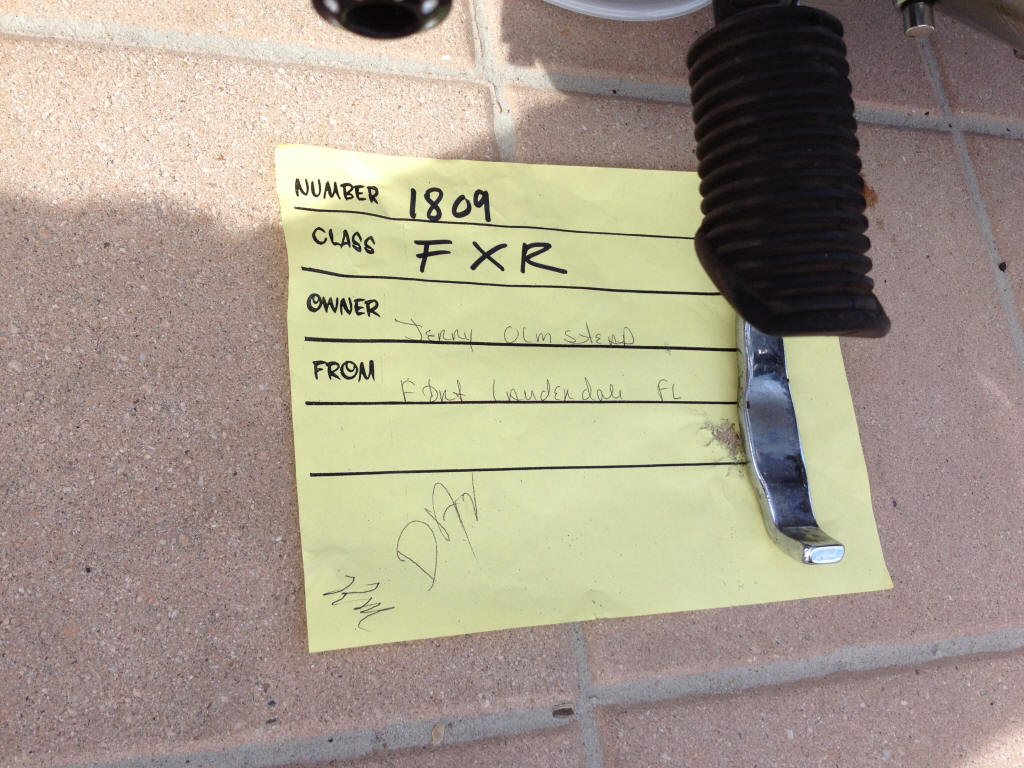 NUMBER 1809
CLASS FXR
OWNER Jerry Olmstead
FROM Fort Lauderdale FL